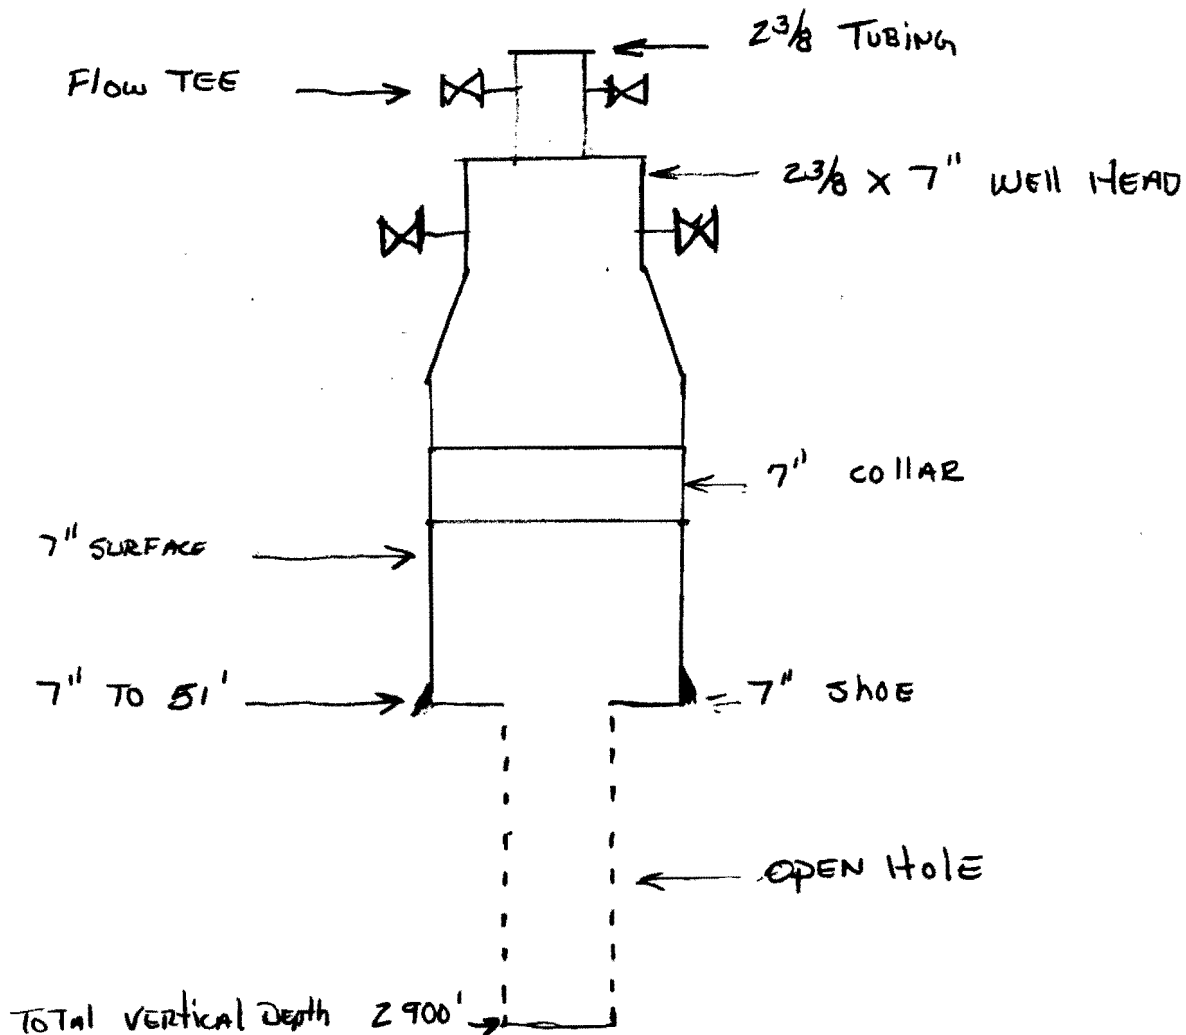 2 3/8 TUBING
Flow TEE
2 3/8 x 7" WEll HEAD
7" COllAR
7" SURFACE
7" TO 51'
7" ShOE
OPEN HolE
TOTAl VERTICAl DEpth 2900'